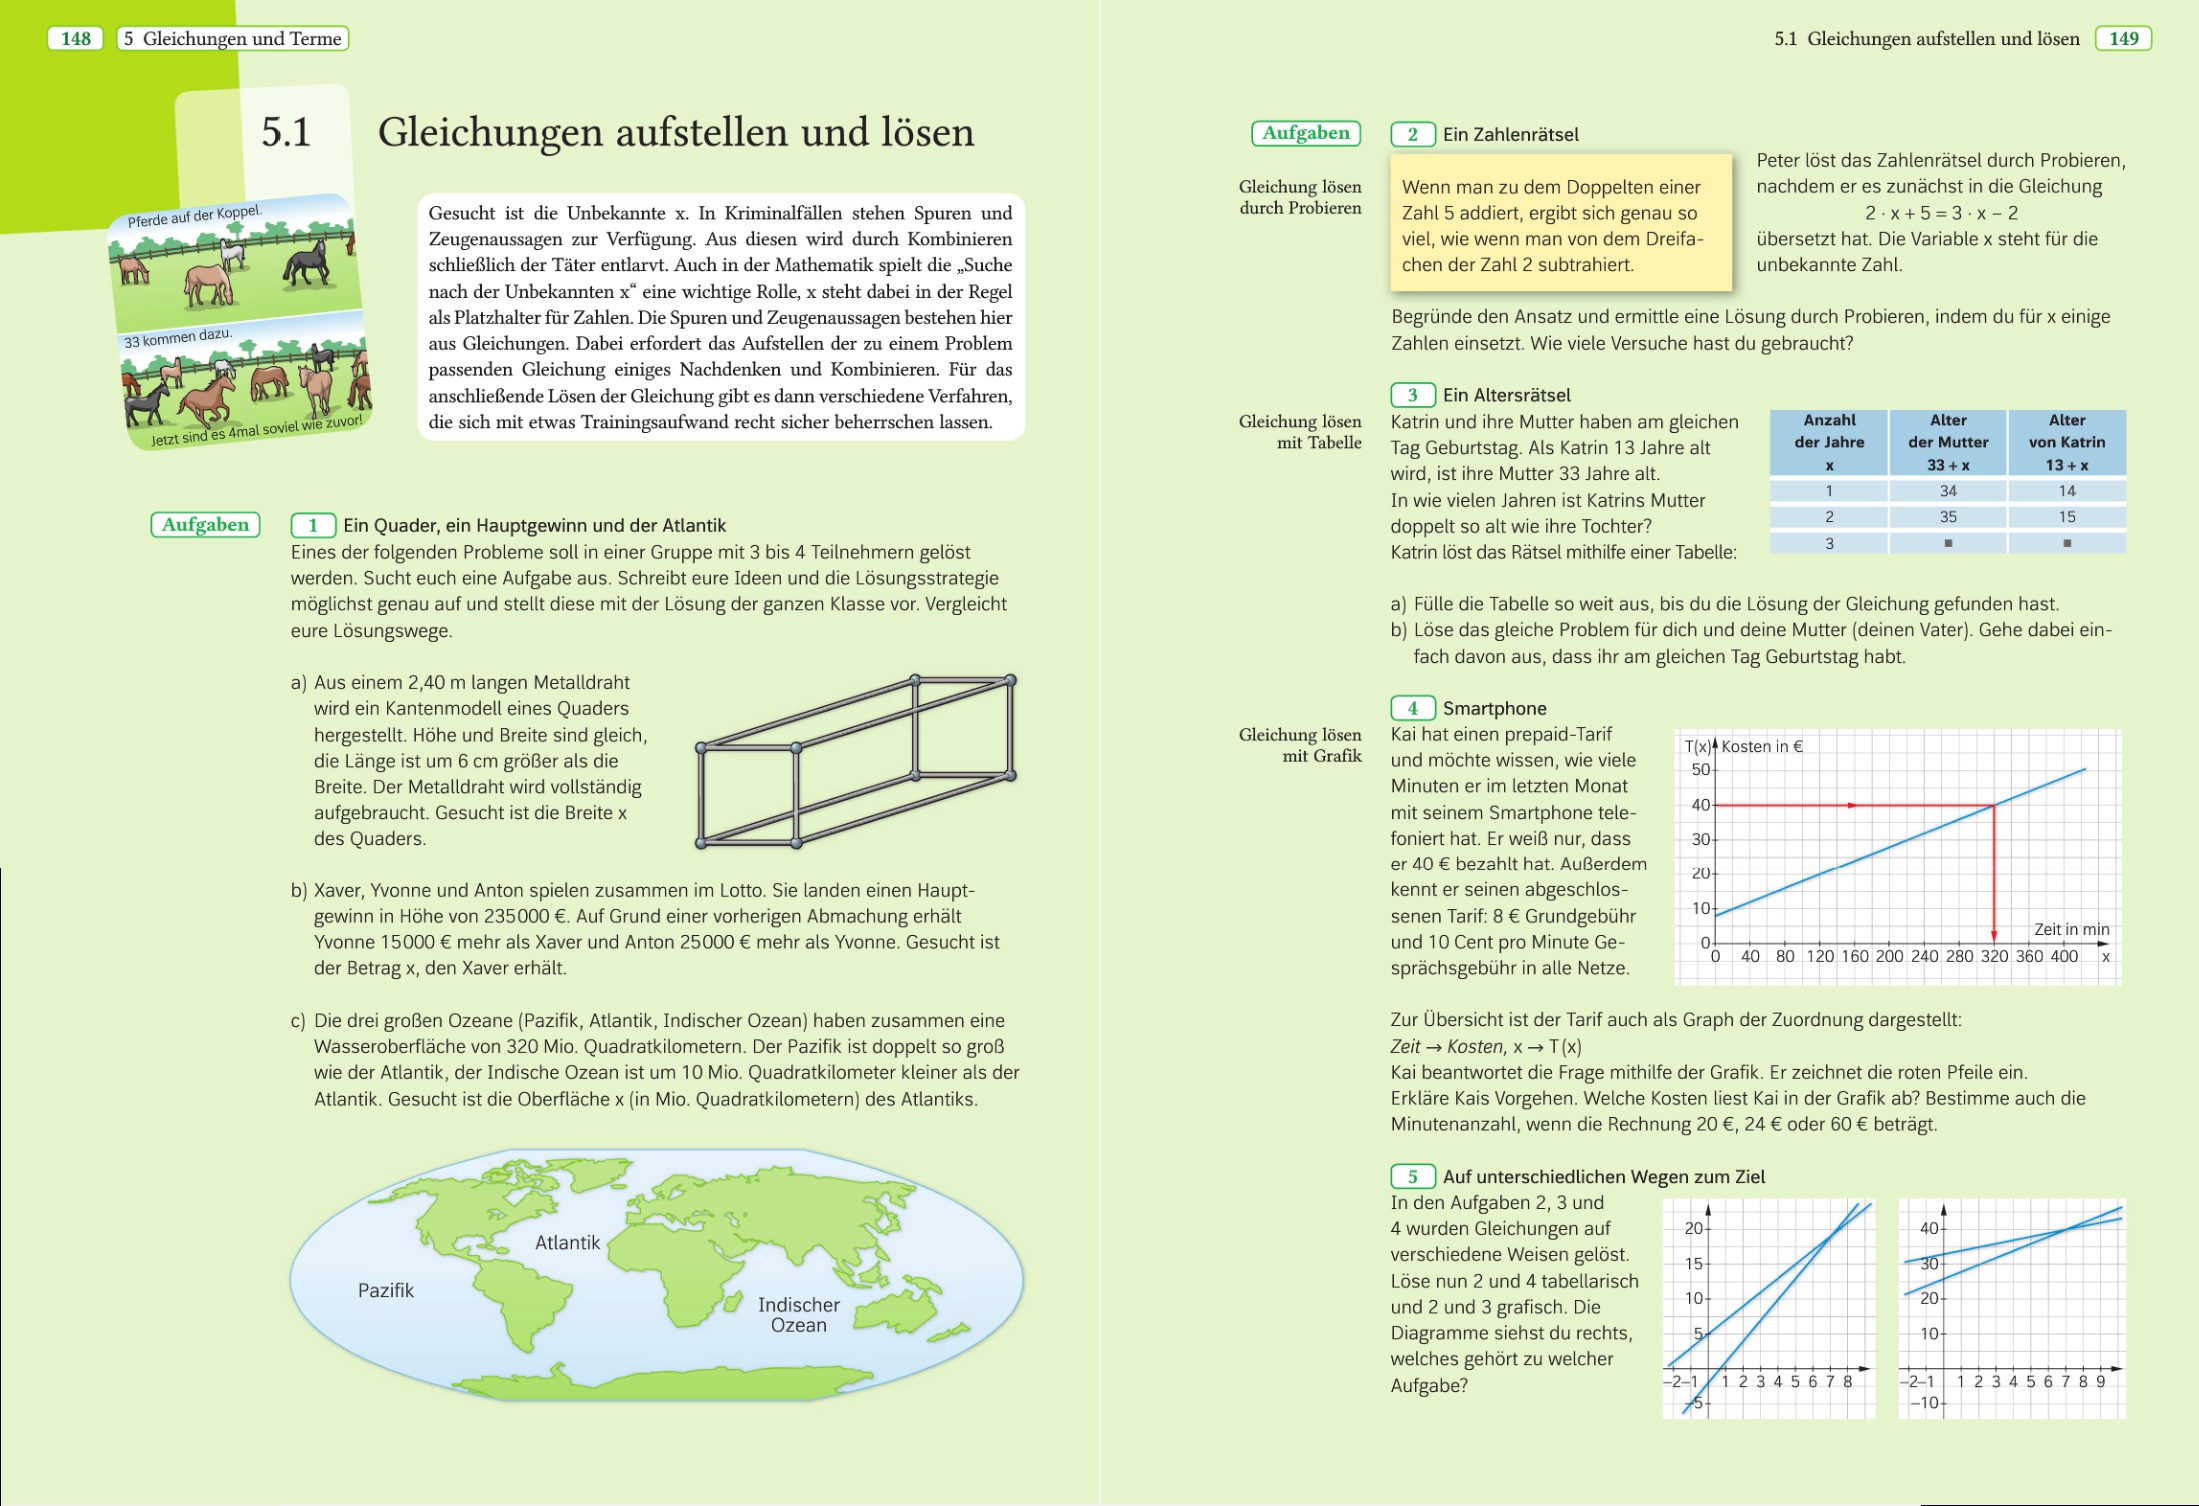 148 5 Gleichungen und Terme
5.1 Gleichungen aufstellen und lösen
Pferde auf der Koppel.
33 kommen dazu.
Jetzt sind es 4mal soviel wie zuvor!
Gesucht ist die Unbekannte x. In Kriminalfällen stehen Spuren und
Zeugenaussagen zur Verfügung. Aus diesen wird durch Kombinieren
schließlich der Täter entlarvt. Auch in der Mathematik spielt die „Suche
nach der Unbekannten x“ eine wichtige Rolle, x steht dabei in der Regel
als Platzhalter für Zahlen. Die Spuren und Zeugenaussagen bestehen hier
aus Gleichungen. Dabei erfordert das Aufstellen der zu einem Problem
passenden Gleichung einiges Nachdenken und Kombinieren. Für das
anschließende Lösen der Gleichung gibt es dann verschiedene Verfahren,
die sich mit etwas Trainingsaufwand recht sicher beherrschen lassen.
Aufgaben
1 Ein Quader, ein Hauptgewinn und der Atlantik
Eines der folgenden Probleme soll in einer Gruppe mit 3 bis 4 Teilnehmern gelöst
werden. Sucht euch eine Aufgabe aus. Schreibt eure Ideen und die Lösungsstrategie
möglichst genau auf und stellt diese mit der Lösung der ganzen Klasse vor. Vergleicht
eure Lösungswege.
a) Aus einem 2,40 m langen Metalldraht
wird ein Kantenmodell eines Quaders
hergestellt. Höhe und Breite sind gleich,
die Länge ist um 6 cm größer als die
Breite. Der Metalldraht wird vollständig
aufgebraucht. Gesucht ist die Breite x
des Quaders.
b) Xaver, Yvonne und Anton spielen zusammen im Lotto. Sie landen einen Haupt-
gewinn in Höhe von 235 000 €. Auf Grund einer vorherigen Abmachung erhält
Yvonne 15 000 € mehr als Xaver und Anton 25 000 € mehr als Yvonne. Gesucht ist
der Betrag x, den Xaver erhält.
c) Die drei großen Ozeane (Pazifik, Atlantik, Indischer Ozean) haben zusammen eine
Wasseroberfläche von 320 Mio. Quadratkilometern. Der Pazifik ist doppelt so groß
wie der Atlantik, der Indische Ozean ist um 10 Mio. Quadratkilometer kleiner als der
Atlantik. Gesucht ist die Oberfläche x (in Mio. Quadratkilometern) des Atlantiks.
Atlantik
Pazifik
Indischer
Ozean
5.1 Gleichungen aufstellen und lösen 149
Aufgaben
2 Ein Zahlenrätsel
Gleichung lösen
durch Probieren
Wenn man zu dem Doppelten einer
Zahl 5 addiert, ergibt sich genau so
viel, wie wenn man von dem Dreifa-
chen der Zahl 2 subtrahiert.
Peter löst das Zahlenrätsel durch Probieren,
nachdem er es zunächst in die Gleichung
2 · x + 5 = 3 · x – 2
übersetzt hat. Die Variable x steht für die
unbekannte Zahl.
Begründe den Ansatz und ermittle eine Lösung durch Probieren, indem du für x einige
Zahlen einsetzt. Wie viele Versuche hast du gebraucht?
3 Ein Altersrätsel
Gleichung lösen
mit Tabelle
Katrin und ihre Mutter haben am gleichen
Tag Geburtstag. Als Katrin 13 Jahre alt
wird, ist ihre Mutter 33 Jahre alt.
In wie vielen Jahren ist Katrins Mutter
doppelt so alt wie ihre Tochter?
Katrin löst das Rätsel mithilfe einer Tabelle:
Anzahl Alter Alter
der Jahre der Mutter von Katrin
x 33 + x 13 + x
1 34 14
2 35 15
3 ■ ■
a) Fülle die Tabelle so weit aus, bis du die Lösung der Gleichung gefunden hast.
b) Löse das gleiche Problem für dich und deine Mutter (deinen Vater). Gehe dabei ein-
fach davon aus, dass ihr am gleichen Tag Geburtstag habt.
4 Smartphone
Gleichung lösen
mit Grafik
Kai hat einen prepaid-Tarif
und möchte wissen, wie viele
Minuten er im letzten Monat
mit seinem Smartphone tele-
foniert hat. Er weiß nur, dass
er 40 € bezahlt hat. Außerdem
kennt er seinen abgeschlos-
senen Tarif: 8 € Grundgebühr
und 10 Cent pro Minute Ge-
sprächsgebühr in alle Netze.
T(x) Kosten in €
50
40
30
20
10
0
Zeit in min
0 40 80 120 160 200 240 280 320 360 400 x
Zur Übersicht ist der Tarif auch als Graph der Zuordnung dargestellt:
Zeit → Kosten, x → T(x)
Kai beantwortet die Frage mithilfe der Grafik. Er zeichnet die roten Pfeile ein.
Erkläre Kais Vorgehen. Welche Kosten liest Kai in der Grafik ab? Bestimme auch die
Minutenanzahl, wenn die Rechnung 20 €, 24 € oder 60 € beträgt.
5 Auf unterschiedlichen Wegen zum Ziel
In den Aufgaben 2, 3 und
4 wurden Gleichungen auf
verschiedene Weisen gelöst.
Löse nun 2 und 4 tabellarisch
und 2 und 3 grafisch. Die
Diagramme siehst du rechts,
welches gehört zu welcher
Aufgabe?
20
15
10
5
–2 –1 1 2 3 4 5 6 7 8
–5
40
30
20
10
–2 –1 1 2 3 4 5 6 7 8 9
–10